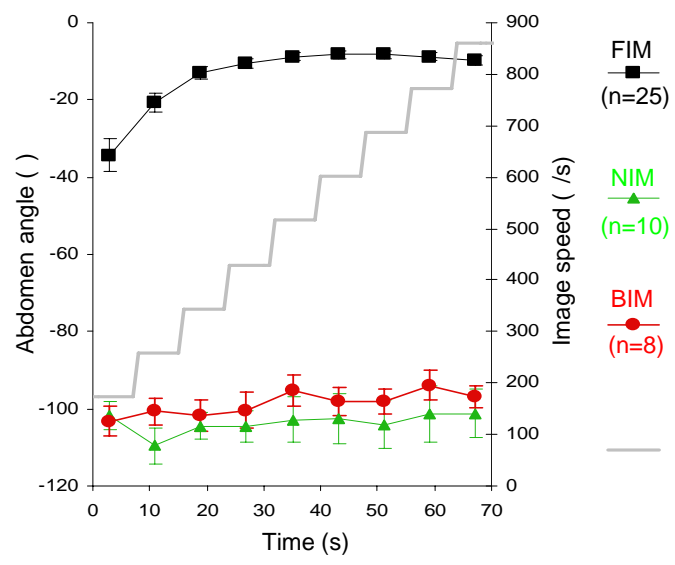 0
-20
-40
-60
-80
-100
-120
Abdomen angle ( )
0 10 20 30 40 50 60 70
Time (s)
900
800
700
600
500
400
300
200
100
0
Image speed ( /s)
FIM
(n=25)
NIM
(n=10)
BIM
(n=8)